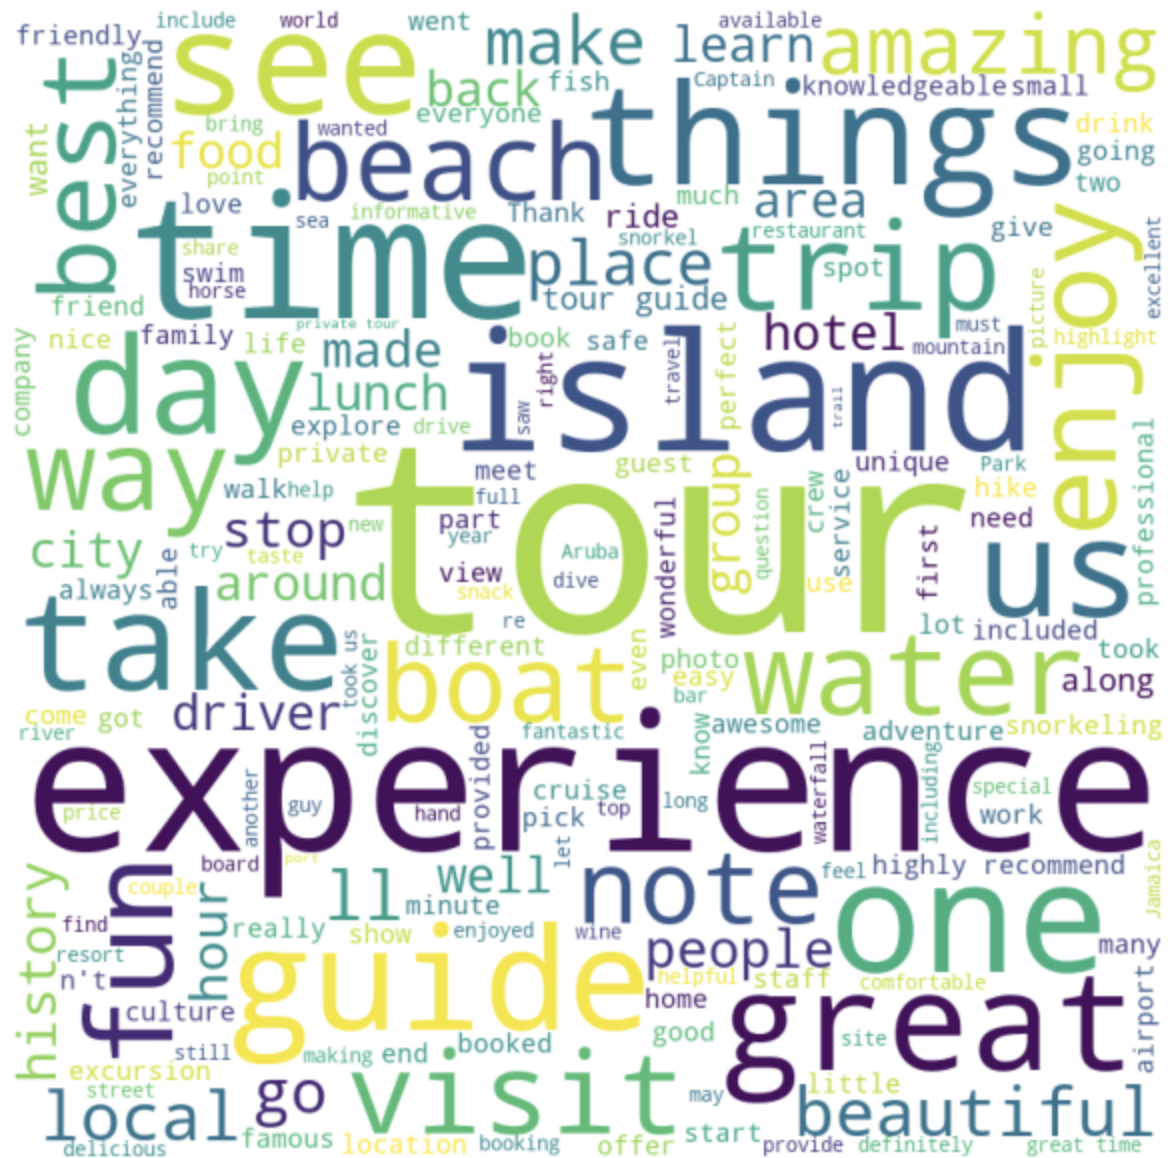 include world went make learn available amazing
friendly see back fish Captain knowledgeable small
best everything recommend everyone things
want bring wanted drink
food beach going
point much area two
time love sea informative Thank ride restaurant give enjoy excellent
share snorkel trip
swim place spot
horse tour guide picture
friend private tour island hotel must highlight
nice family life made book safe mountain
company day lunch right travel perfect trail
explore drive saw
way private meet guest group unique Park professional
walk help full tour crew service hike
stop new part question need
city year wonderful first us
try taste view Aruba
always able around snack dive use
take re lot included
different even photo took
boat easy water along
driver took us discover bar
come got know awesome adventure snorkeling
river fantastic
experience provided cruise waterfall including special
price another guy hand pick top long work
board port let
fun couple ll well note feel highly recommend Jamaica
history hour minute one
find really show enjoyed wine people many
resort guide helpful staff comfortable airport
n't home great
culture good site
still making end booked
excursion go visit little
street may beautiful
local famous location booking offer start
delicious provide definitely great time